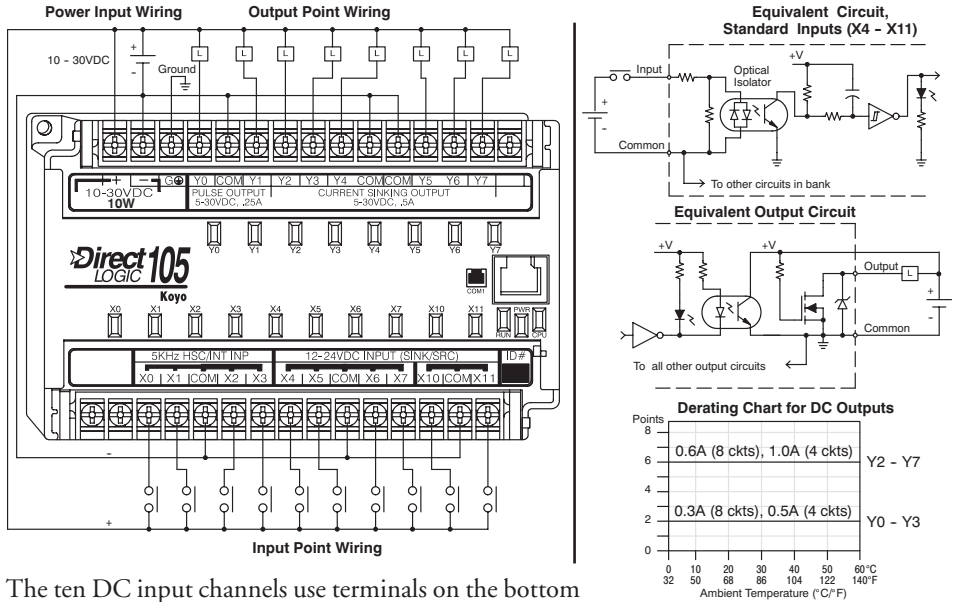 Power Input Wiring
Output Point Wiring
10 - 30VDC
+
-
Ground
L L L L L L L L
+ - G Y0 COM Y1 Y2 Y3 Y4 COM COM Y5 Y6 Y7
10-30VDC
10W
PULSE OUTPUT
5-30VDC, .25A
CURRENT SINKING OUTPUT
5-30VDC, .5A
Y0 Y1 Y2 Y3 Y4 Y5 Y6 Y7
Direct
LOGIC 105
Koyo
COM1
X0 X1 X2 X3 X4 X5 X6 X7 X10 X11
RUN PWR CPU
5KHz HSC/INT INP
12-24VDC INPUT (SINK/SRC)
ID#
X0 X1 COM X2 X3 X4 X5 COM X6 X7 X10 COM X11
-
+
Input Point Wiring
The ten DC input channels use terminals on the bottom
Equivalent Circuit,
Standard Inputs (X4 - X11)
+V
Input
Optical
Isolator
+
-
Common
To other circuits in bank
Equivalent Output Circuit
+V
+V
Output
L
+
-
Common
To all other output circuits
Derating Chart for DC Outputs
Points
8
6
4
2
0
0.6A (8 ckts), 1.0A (4 ckts)
Y2 - Y7
0.3A (8 ckts), 0.5A (4 ckts)
Y0 - Y3
0 10 20 30 40 50 60°C
32 50 68 86 104 122 140°F
Ambient Temperature (°C/°F)